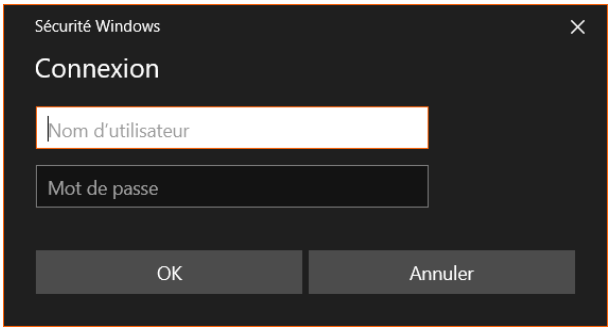 Sécurité Windows
Connexion
Nom d'utilisateur
Mot de passe
OK
Annuler